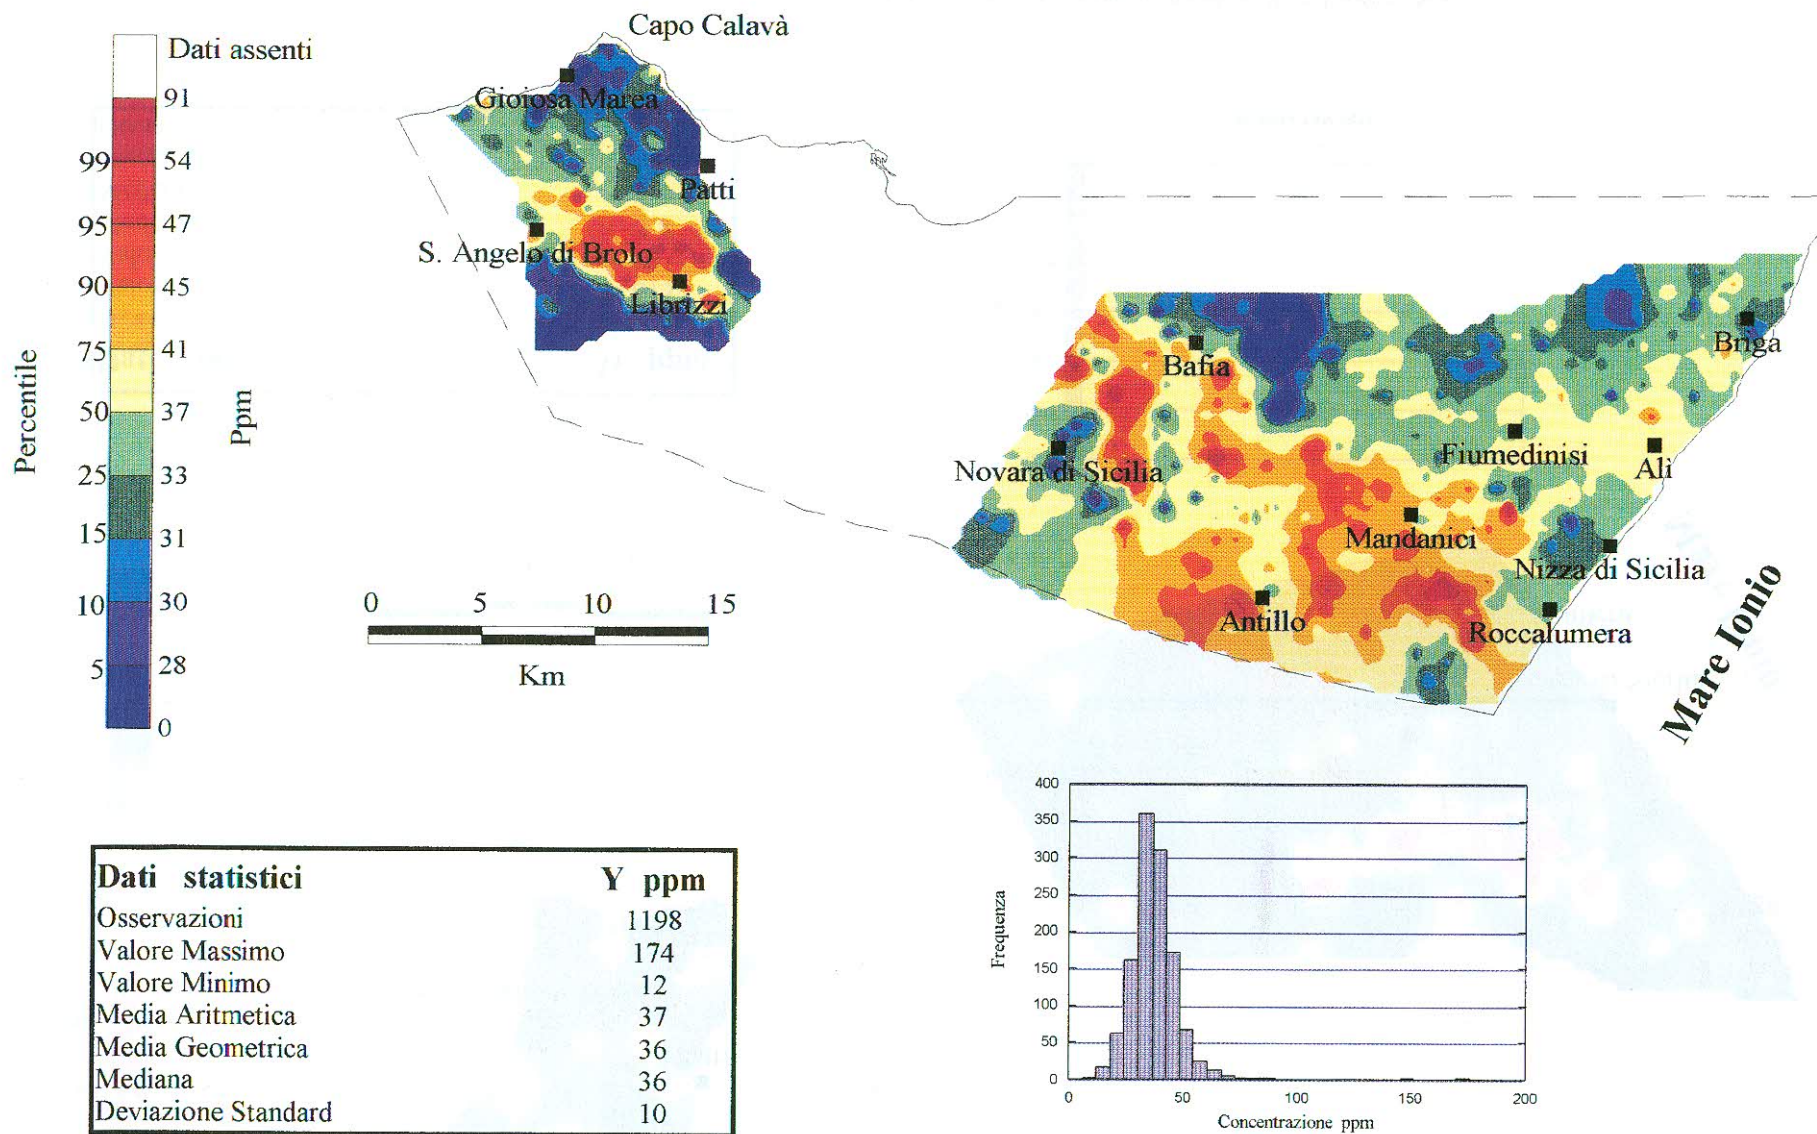 Capo Calavà
Dati assenti
91
99 54
95 47
90 45
75 41
50 37
25 33
15 31
10 30
5 28
0
Percentile
Ppm
Gioiosa Marea
Patti
S. Angelo di Brolo
Librizzi
Bafia
Briga
Novara di Sicilia
Fiumedinisi
Ali
Mandanici
Nizza di Sicilia
Antillo
Roccalumera
Mare Ionio
0 5 10 15
Km
Dati statistici Y ppm
Osservazioni 1198
Valore Massimo 174
Valore Minimo 12
Media Aritmetica 37
Media Geometrica 36
Mediana 36
Deviazione Standard 10
400
350
300
250
200
150
100
50
0
Frequenza
0 50 100 150 200
Concentrazione ppm